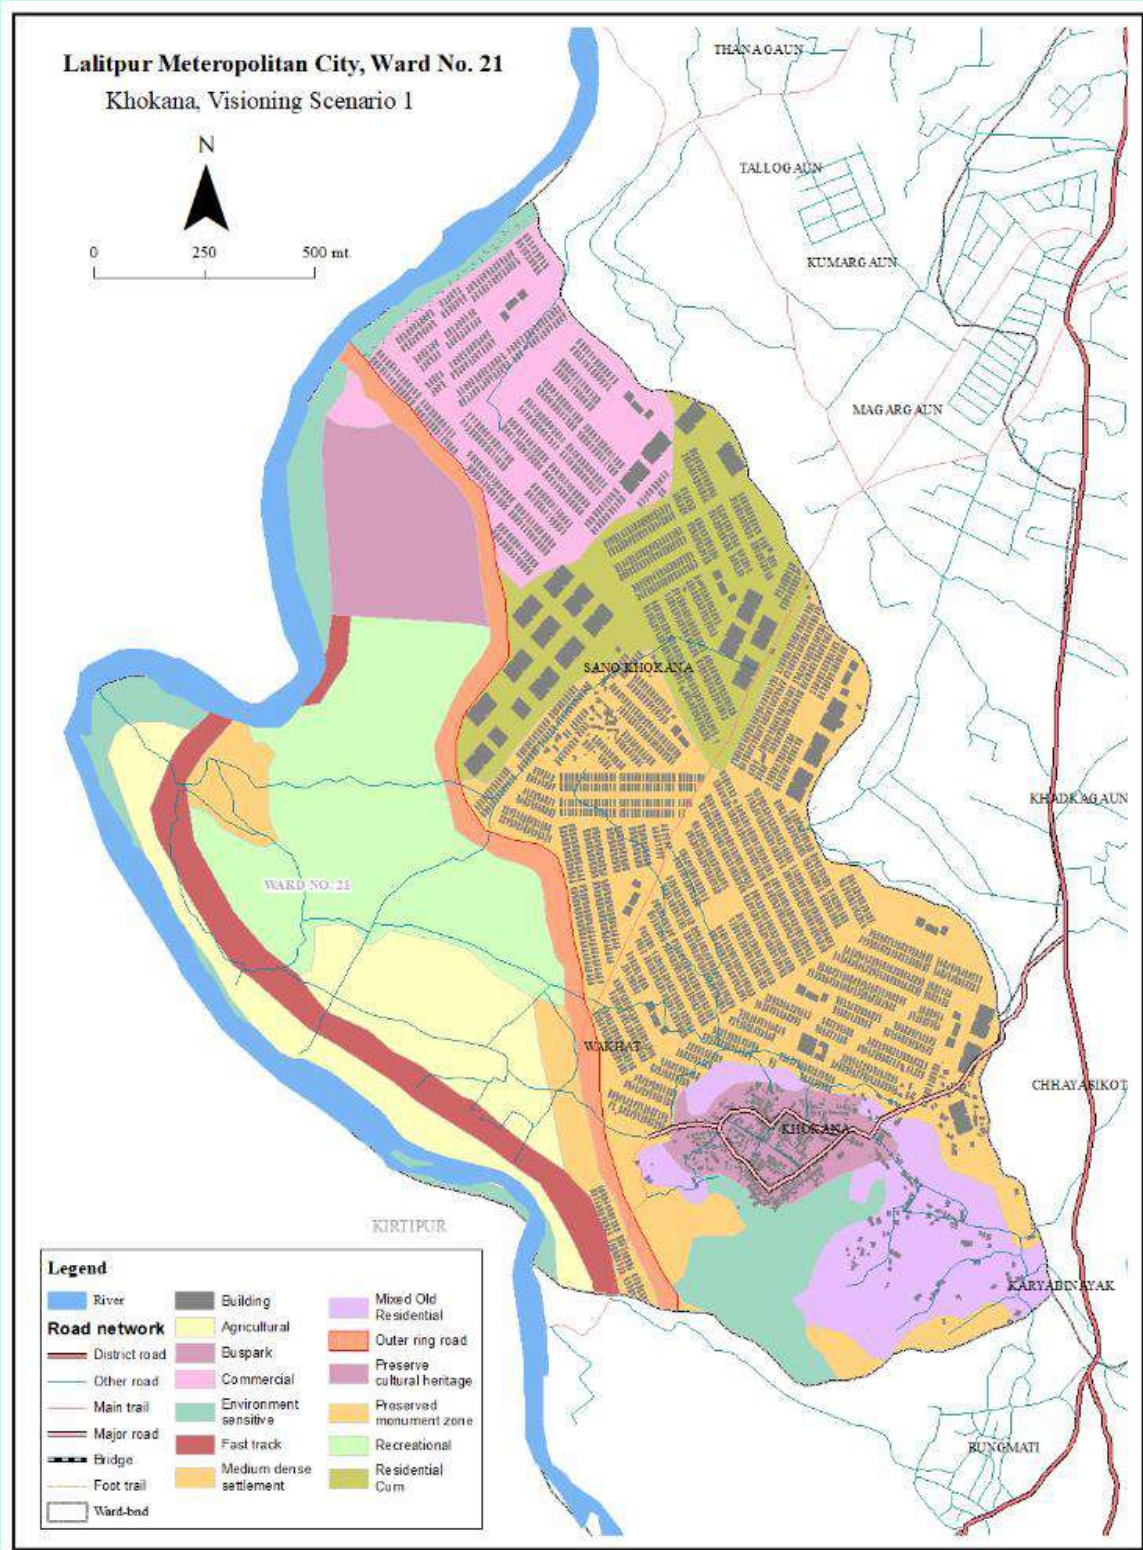 Lalitpur Meteropolitan City, Ward No. 21
Khokana, Visioning Scenario 1
N
0 250 500 mt.
THANAGAUN
TALLOGAUN
KUMARGAUN
MAGARGAUN
SANO KHOKANA
KHADKAGAUN
WARD NO. 21
WAKHAT
CHHAYASIKOT
KHOKANA
KIRTIPUR
KARYABINAYAK
BUNGMATI
Legend
River
Road network
District road
Other road
Main trail
Major road
Bridge
Foot trail
Ward-bnd
Building
Agricultural
Buspark
Commercial
Environment
sensitive
Fast track
Medium dense
settlement
Mixed Old
Residential
Outer ring road
Preserve
cultural heritage
Preserved
monument zone
Recreational
Residential
Cum